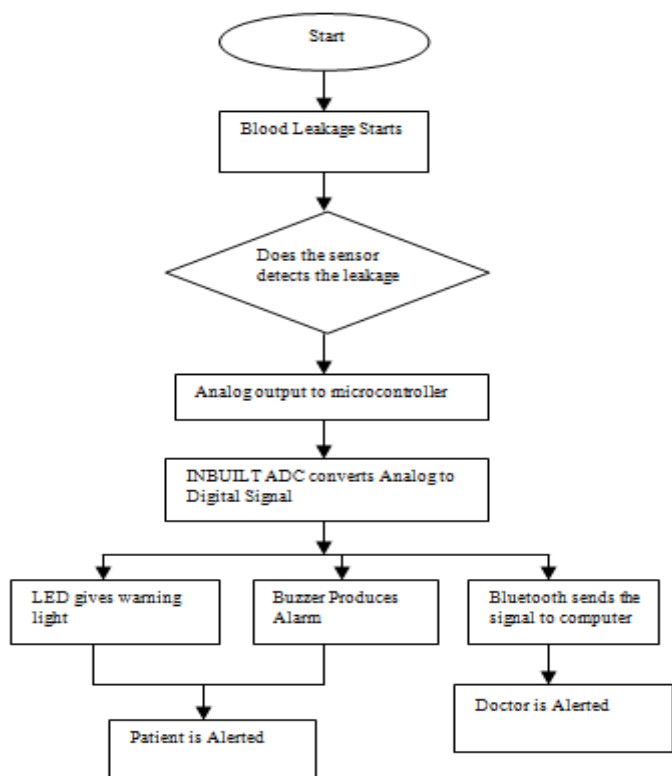 Start
Blood Leakage Starts
Does the sensor
detects the leakage
Analog output to microcontroller
INBUILT ADC converts Analog to
Digital Signal
LED gives warning
light
Buzzer Produces
Alarm
Bluetooth sends the
signal to computer
Patient is Alerted
Doctor is Alerted